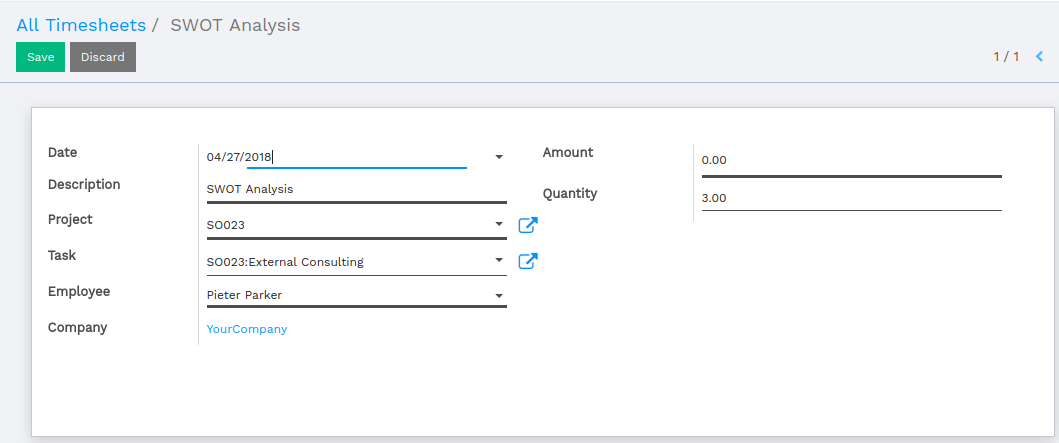 All Timesheets / SWOT Analysis
Save Discard 1 / 1
Date 04/27/2018 Amount 0.00
Description SWOT Analysis Quantity 3.00
Project SO023
Task SO023:External Consulting
Employee Pieter Parker
Company YourCompany